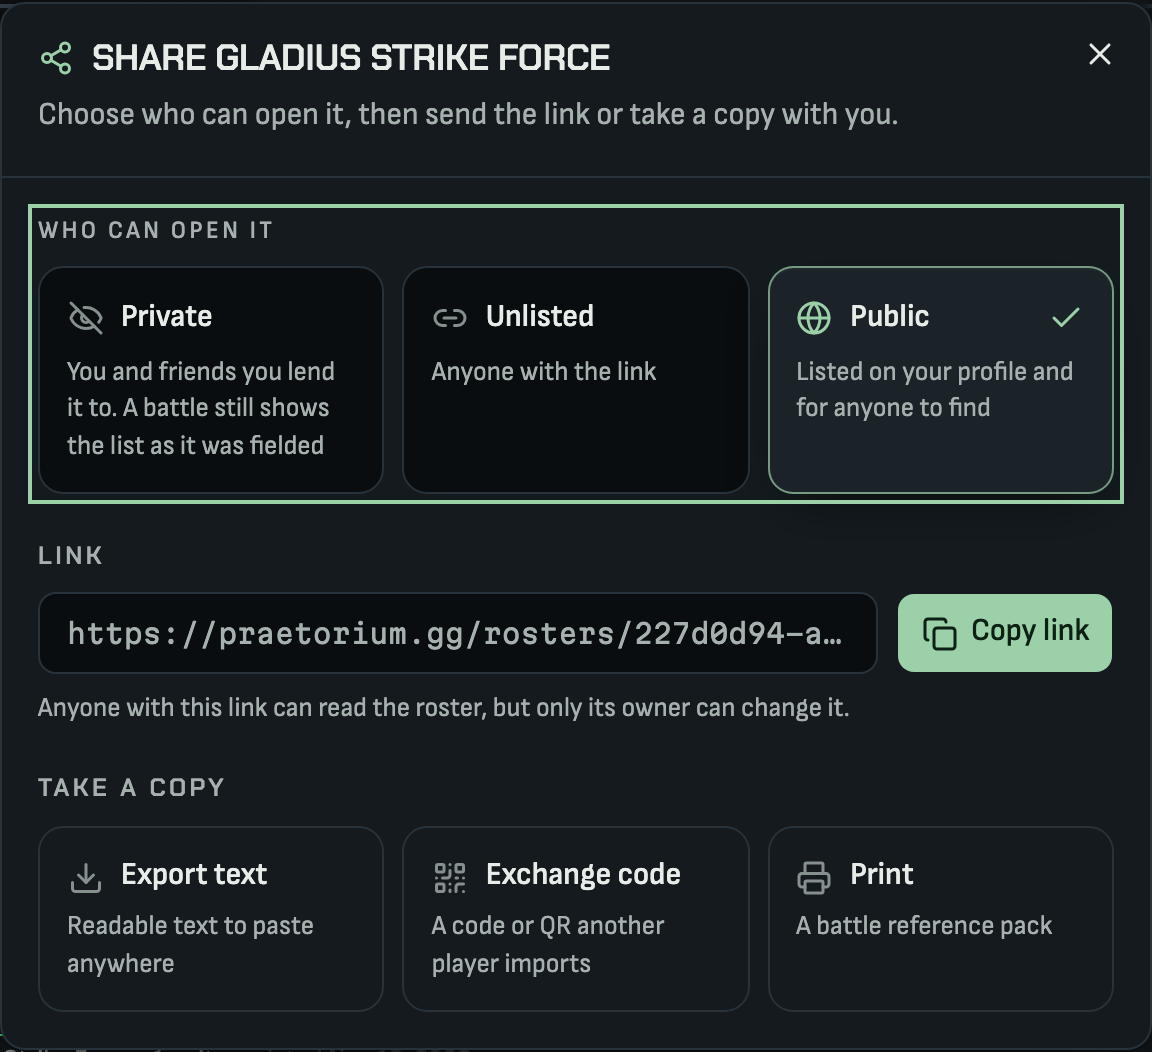 SHARE GLADIUS STRIKE FORCE
Choose who can open it, then send the link or take a copy with you.
WHO CAN OPEN IT
Private
You and friends you lend
it to. A battle still shows
the list as it was fielded
Unlisted
Anyone with the link
Public
Listed on your profile and
for anyone to find
LINK
https://praetorium.gg/rosters/227d0d94-a…
Copy link
Anyone with this link can read the roster, but only its owner can change it.
TAKE A COPY
Export text
Readable text to paste
anywhere
Exchange code
A code or QR another
player imports
Print
A battle reference pack